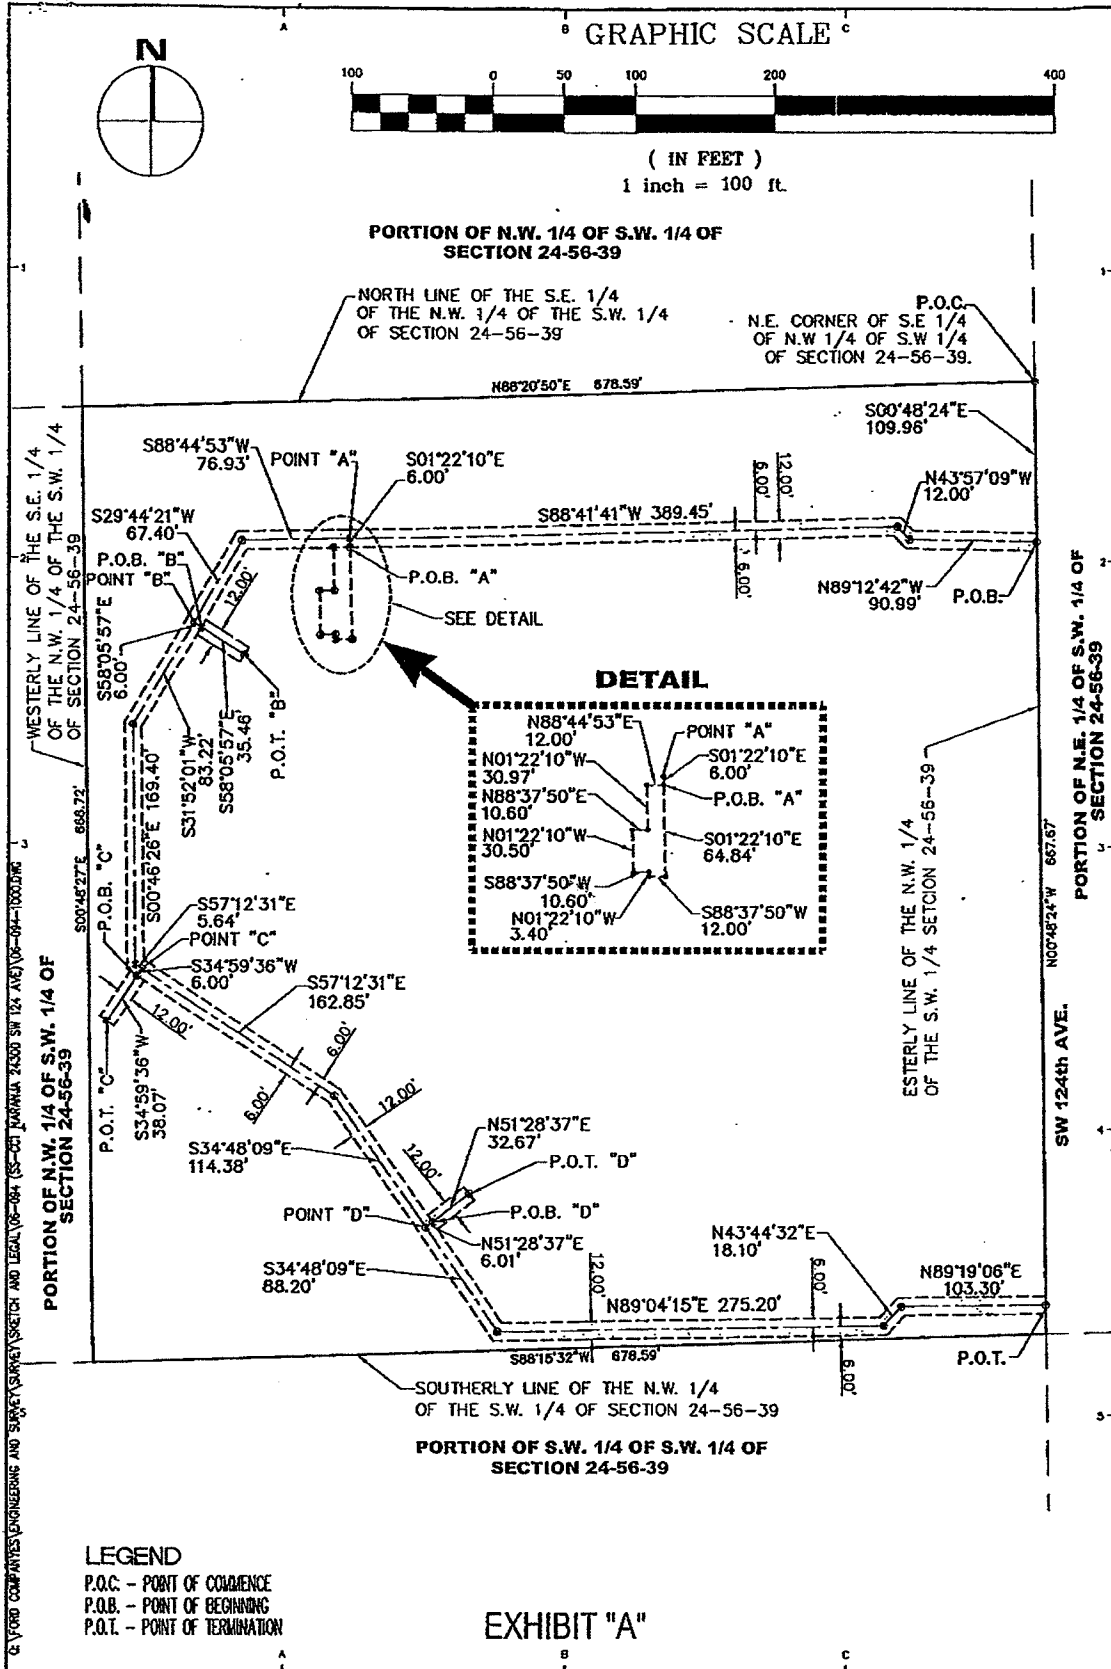 A
B
C
GRAPHIC SCALE
N
100
0
50
100
200
400
( IN FEET )
1 inch = 100 ft.
PORTION OF N.W. 1/4 OF S.W. 1/4 OF
SECTION 24-56-39
1
1
NORTH LINE OF THE S.E. 1/4
OF THE N.W. 1/4 OF THE S.W. 1/4
OF SECTION 24-56-39
P.O.C.
N.E. CORNER OF S.E 1/4
OF N.W 1/4 OF S.W 1/4
OF SECTION 24-56-39.
N88°20'50"E 678.59'
S00°48'24"E
109.96'
S88°44'53"W
76.93'
POINT "A"
S01°22'10"E
6.00'
6.00'
12.00'
N43°57'09"W
12.00'
S88°41'41"W 389.45'
S29°44'21"W
67.40'
P.O.B. "B"
POINT "B"
12.00'
P.O.B. "A"
6.00'
N89°12'42"W
90.99'
P.O.B.
2
2
SEE DETAIL
WESTERLY LINE OF THE S.E. 1/4
OF THE N.W. 1/4 OF THE S.W. 1/4
OF SECTION 24-56-39
S58°05'57"E
6.00'
S31°52'01"W
83.22'
S58°05'57"E
35.46'
P.O.T. "B"
DETAIL
N88°44'53"E
12.00'
POINT "A"
N01°22'10"W
30.97'
S01°22'10"E
6.00'
N88°37'50"E
10.60'
P.O.B. "A"
N01°22'10"W
30.50'
S01°22'10"E
64.84'
S88°37'50"W
10.60'
N01°22'10"W
3.40'
S88°37'50"W
12.00'
PORTION OF N.E. 1/4 OF S.W. 1/4 OF
SECTION 24-56-39
ESTERLY LINE OF THE N.W. 1/4
OF THE S.W. 1/4 SETCION 24-56-39
3
3
S00°48'27"E 668.72'
S00°46'26"E 169.40'
N00°48'24"W 667.67'
P.O.B. "C"
S57°12'31"E
5.64'
POINT "C"
S34°59'36"W
6.00'
S57°12'31"E
162.85'
12.00'
S34°59'36"W
38.07'
P.O.T. "C"
PORTION OF N.W. 1/4 OF S.W. 1/4 OF
SECTION 24-56-39
SW 124th AVE.
6.00'
6.00'
12.00'
4
S34°48'09"E
114.38'
N51°28'37"E
32.67'
12.00'
P.O.T. "D"
POINT "D"
P.O.B. "D"
N51°28'37"E
6.01'
S34°48'09"E
88.20'
N43°44'32"E
18.10'
N89°19'06"E
103.30'
12.00'
6.00'
N89°04'15"E 275.20'
S88°15'32"W 678.59'
6.00'
P.O.T.
SOUTHERLY LINE OF THE N.W. 1/4
OF THE S.W. 1/4 OF SECTION 24-56-39
5
5
PORTION OF S.W. 1/4 OF S.W. 1/4 OF
SECTION 24-56-39
LEGEND
P.O.C. - POINT OF COMMENCE
P.O.B. - POINT OF BEGINNING
P.O.T. - POINT OF TERMINATION
EXHIBIT "A"
A
B
C